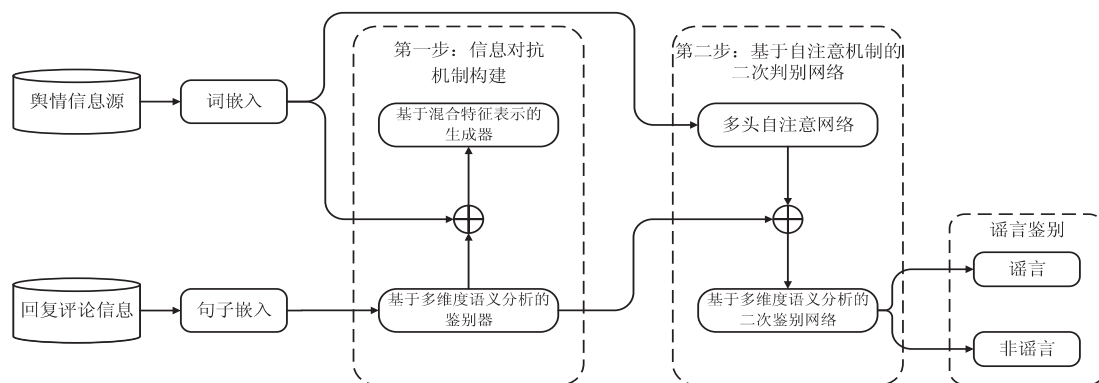 第一步：信息对抗
机制构建
第二步：基于自注意机制的
二次判别网络
舆情信息源
词嵌入
基于混合特征表示的
生成器
多头自注意网络
谣言鉴别
谣言
回复评论信息
句子嵌入
基于多维度语义分析的
鉴别器
基于多维度语义分析的
二次鉴别网络
非谣言